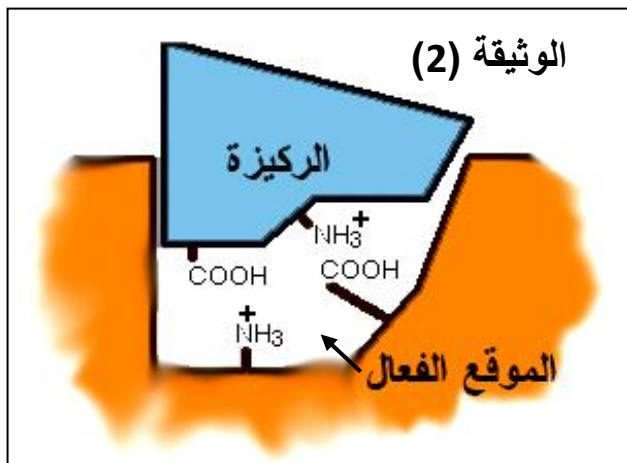 الوثيقة (2)
الركيزة
NH3+
COOH
COOH
NH3+
الموقع الفعال